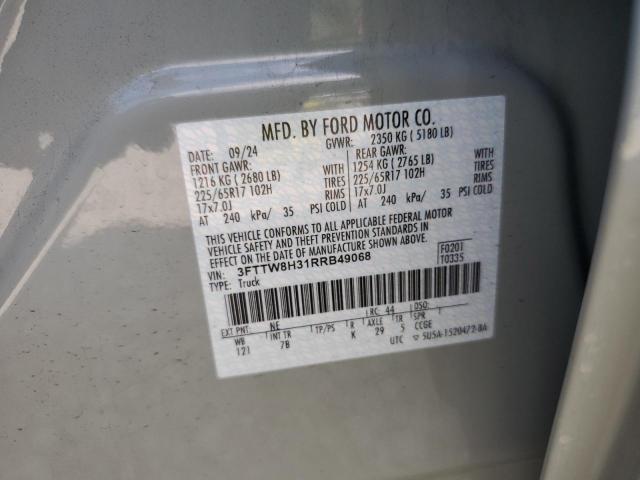 MFD. BY FORD MOTOR CO.
DATE: 09/24 GVWR: 2350 KG ( 5180 LB)
FRONT GAWR: REAR GAWR:
1216 KG ( 2680 LB) WITH 1254 KG ( 2765 LB) WITH
225/65R17 102H TIRES 225/65R17 102H TIRES
17x7.0J RIMS 17x7.0J RIMS
AT 240 kPa/ 35 PSI COLD AT 240 kPa/ 35 PSI COLD
THIS VEHICLE CONFORMS TO ALL APPLICABLE FEDERAL MOTOR
VEHICLE SAFETY AND THEFT PREVENTION STANDARDS IN
EFFECT ON THE DATE OF MANUFACTURE SHOWN ABOVE.
VIN: 3FTTW8H31RRB49068 F0201
TYPE: Truck 10335
EXT PNT: NE RC: 44 DSO:
WB INT TR TP/PS R AXLE TR SPR
121 7B K 29 5 CCGE
UTC 5U5A-1520472-BA